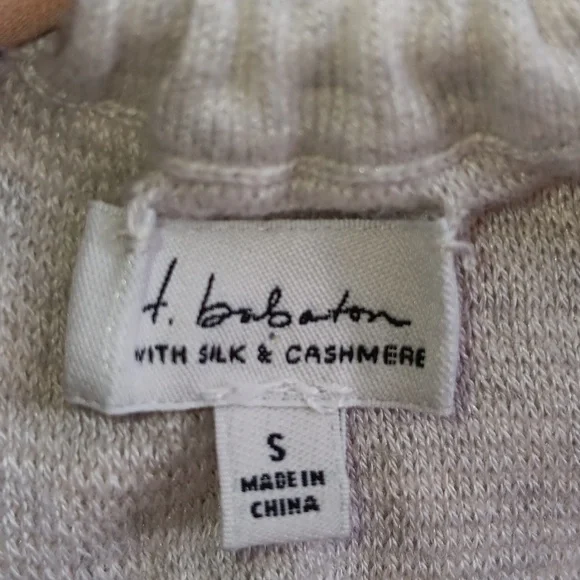 t. babaton
WITH SILK & CASHMERE
S
MADE IN
CHINA